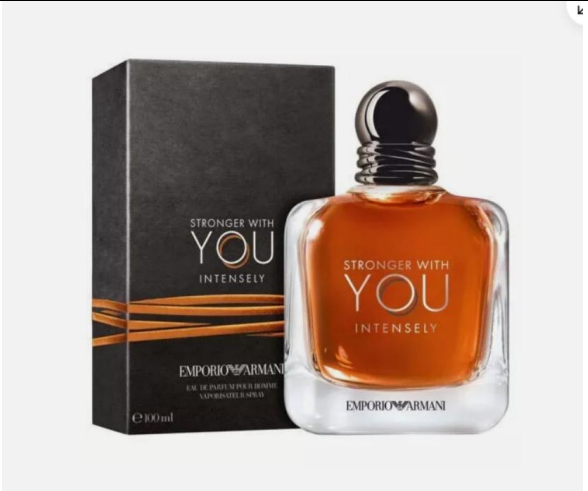 STRONGER WITH
YOU
INTENSELY
EMPORIO ARMANI
EAU DE PARFUM POUR HOMME
VAPORISATEUR SPRAY
℮100 ml
STRONGER WITH
YOU
INTENSELY
EMPORIO ARMANI